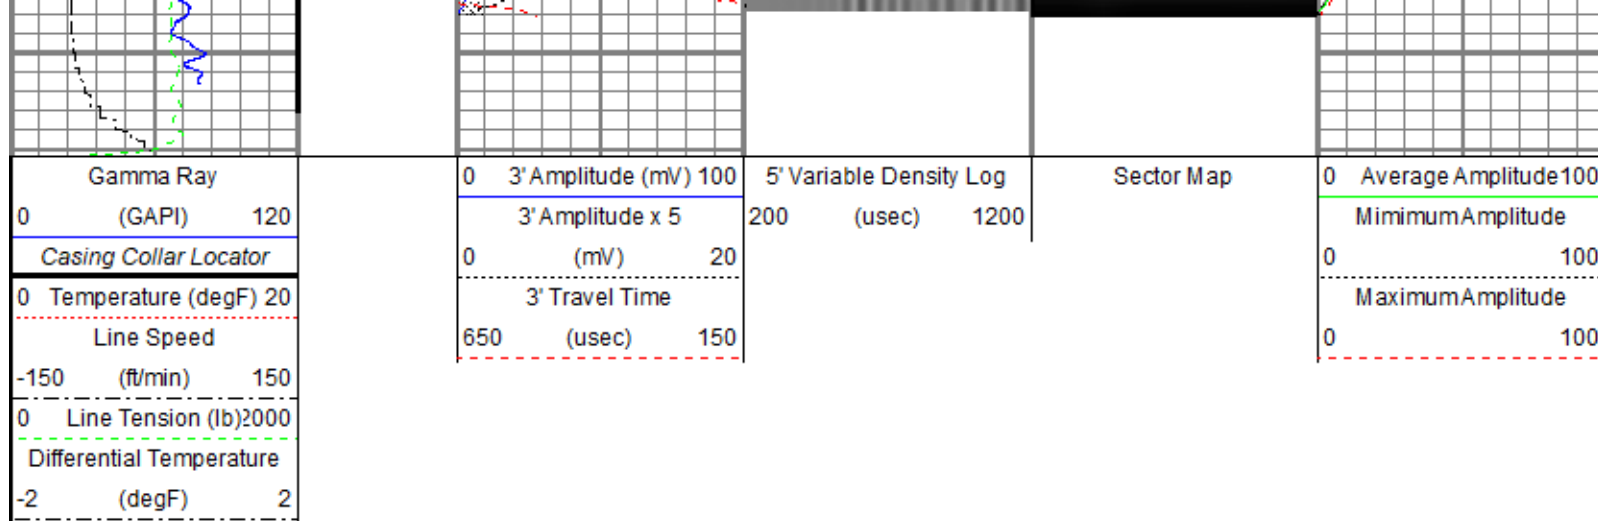 Gamma Ray
0 (GAPI) 120
Casing Collar Locator
0 Temperature (degF) 20
Line Speed
-150 (ft/min) 150
0 Line Tension (lb) 2000
Differential Temperature
-2 (degF) 2
0 3' Amplitude (mV) 100
3' Amplitude x 5
0 (mV) 20
3' Travel Time
650 (usec) 150
5' Variable Density Log
200 (usec) 1200
Sector Map
0 Average Amplitude 100
Mimimum Amplitude
0 100
Maximum Amplitude
0 100